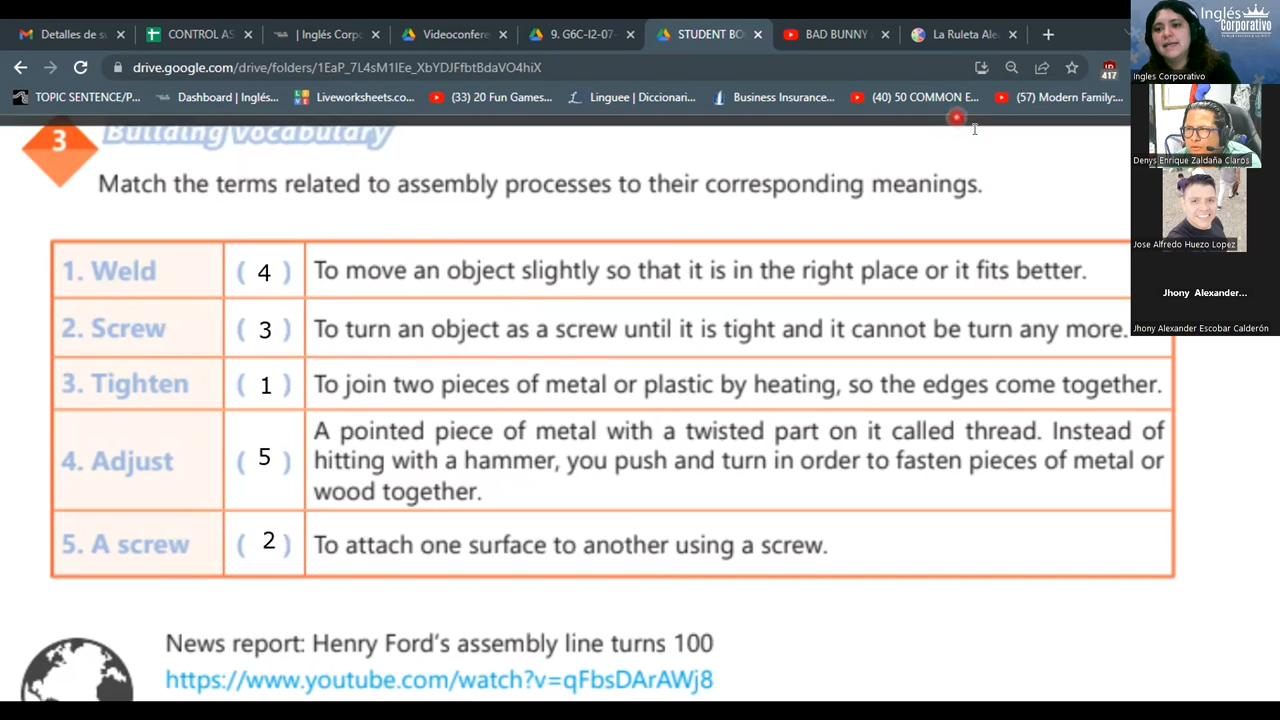 Detalles de su
CONTROL AS
| Inglés Corpo
Videoconfere
9. G6C-I2-07-
STUDENT BO
BAD BUNNY
La Ruleta Ale
Inglés
Corporativo
drive.google.com/drive/folders/1EaP_7L4sM1IEe_XbYDJFfbtBdaVO4hiX
417
Ingles Corporativo
TOPIC SENTENCE/P...
Dashboard | Inglés...
Liveworksheets.co...
(33) 20 Fun Games...
Linguee | Diccionari...
Business Insurance...
(40) 50 COMMON E...
(57) Modern Family:...
3
Building Vocabulary
Denys Enrique Zaldaña Claros
Match the terms related to assembly processes to their corresponding meanings.
Jose Alfredo Huezo Lopez
1. Weld ( 4 ) To move an object slightly so that it is in the right place or it fits better.
Jhony Alexander...
Jhony Alexander Escobar Calderón
2. Screw ( 3 ) To turn an object as a screw until it is tight and it cannot be turn any more.
3. Tighten ( 1 ) To join two pieces of metal or plastic by heating, so the edges come together.
4. Adjust ( 5 ) A pointed piece of metal with a twisted part on it called thread. Instead of
hitting with a hammer, you push and turn in order to fasten pieces of metal or
wood together.
5. A screw ( 2 ) To attach one surface to another using a screw.
News report: Henry Ford's assembly line turns 100
https://www.youtube.com/watch?v=qFbsDArAWj8